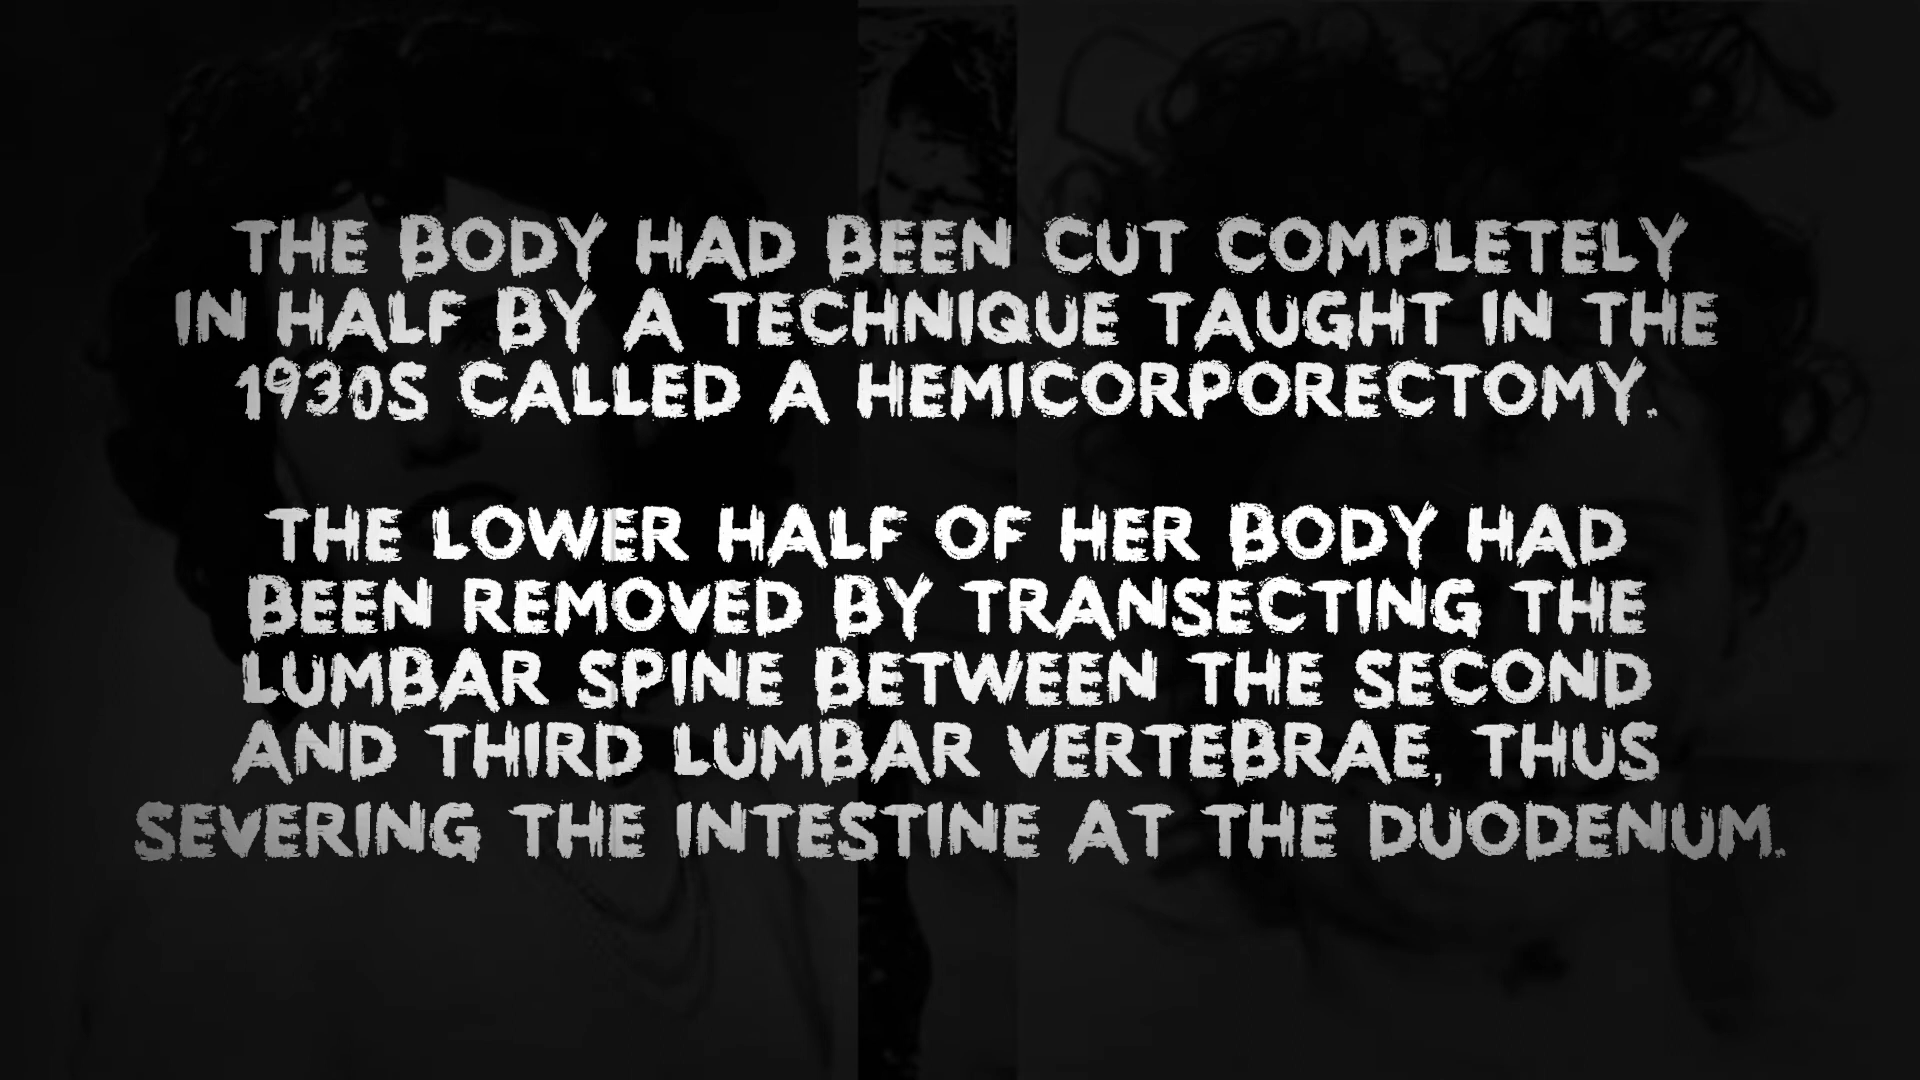 THE BODY HAD BEEN CUT COMPLETELY
IN HALF BY A TECHNIQUE TAUGHT IN THE
1930S CALLED A HEMICORPORECTOMY.
THE LOWER HALF OF HER BODY HAD
BEEN REMOVED BY TRANSECTING THE
LUMBAR SPINE BETWEEN THE SECOND
AND THIRD LUMBAR VERTEBRAE, THUS
SEVERING THE INTESTINE AT THE DUODENUM.